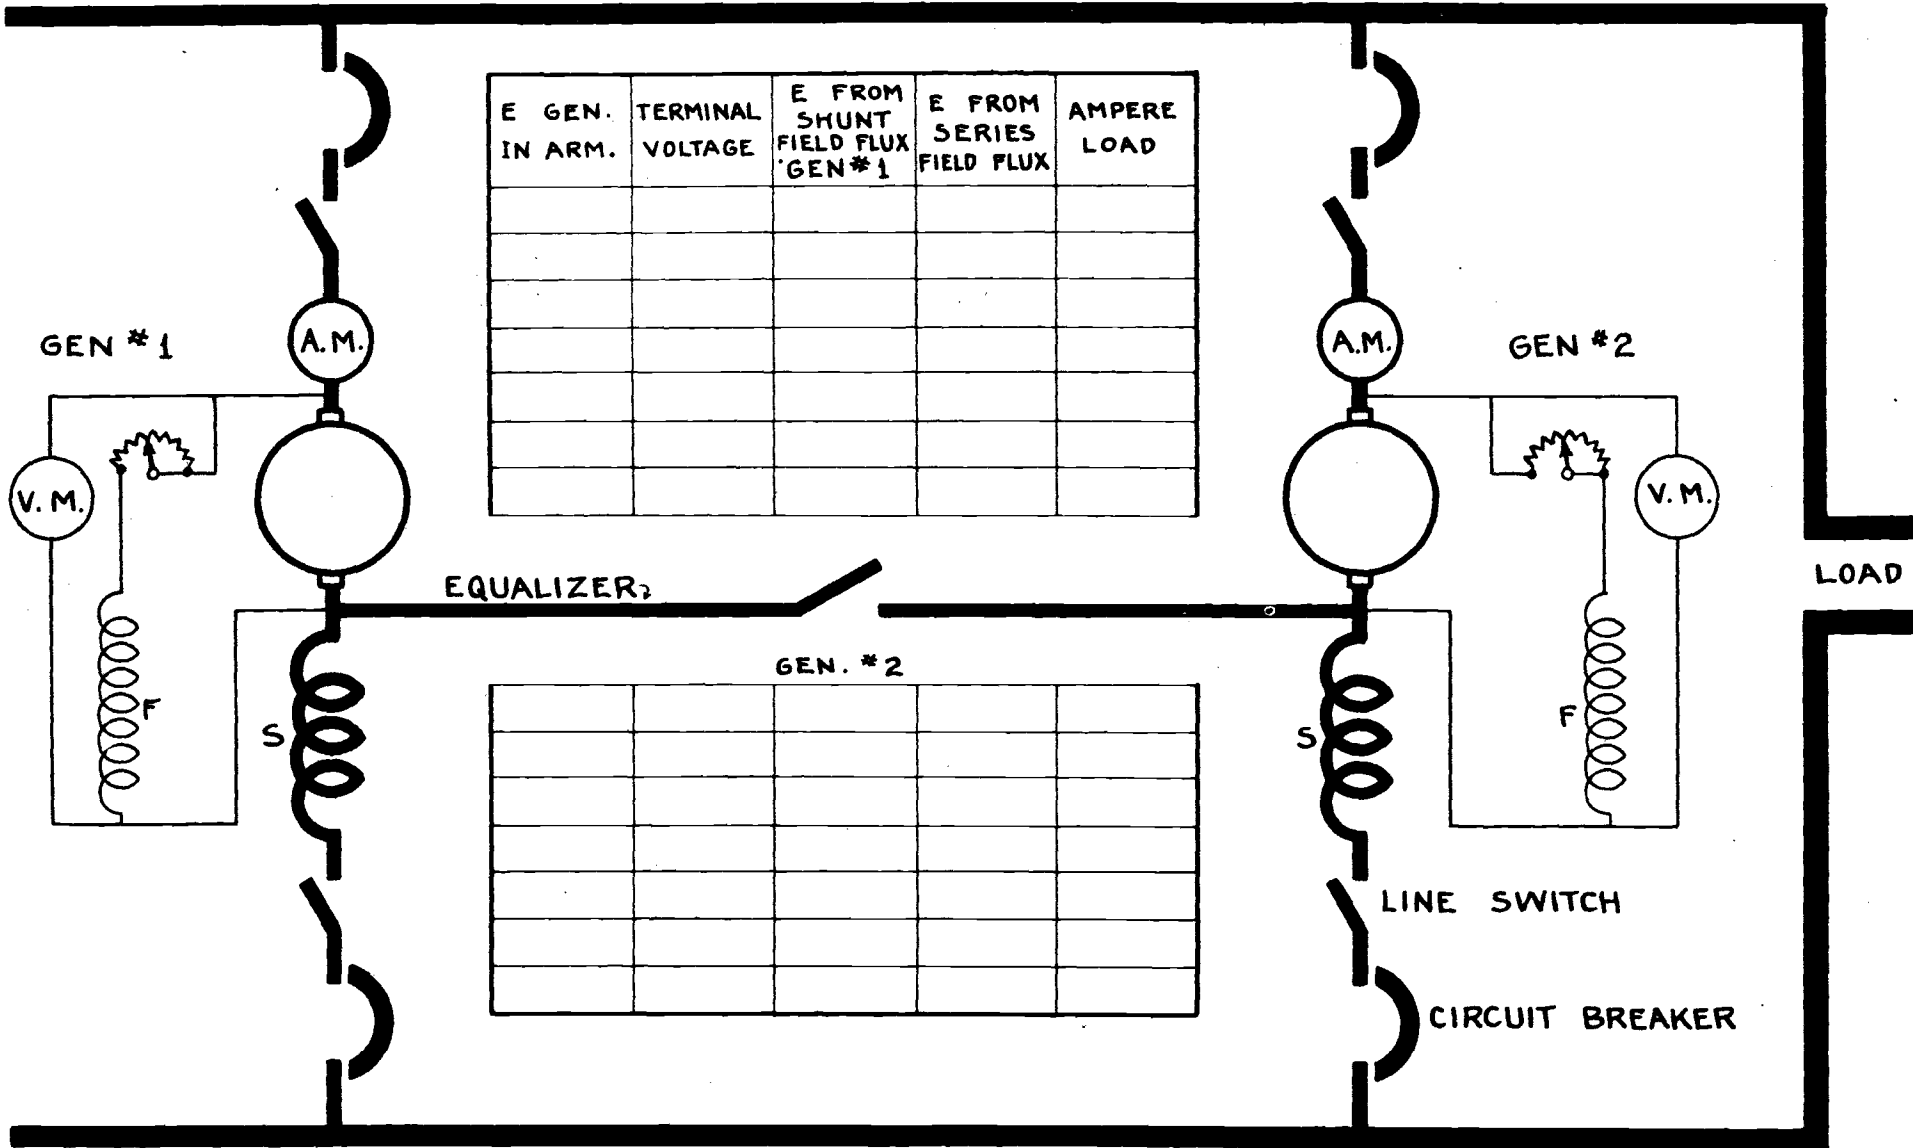 E GEN.
IN ARM.
TERMINAL
VOLTAGE
E FROM
SHUNT
FIELD FLUX
GEN#1
E FROM
SERIES
FIELD FLUX
AMPERE
LOAD
GEN #1
A.M.
V.M.
F
S
A.M.
GEN #2
V.M.
F
S
LOAD
EQUALIZER
GEN. #2
LINE SWITCH
CIRCUIT BREAKER